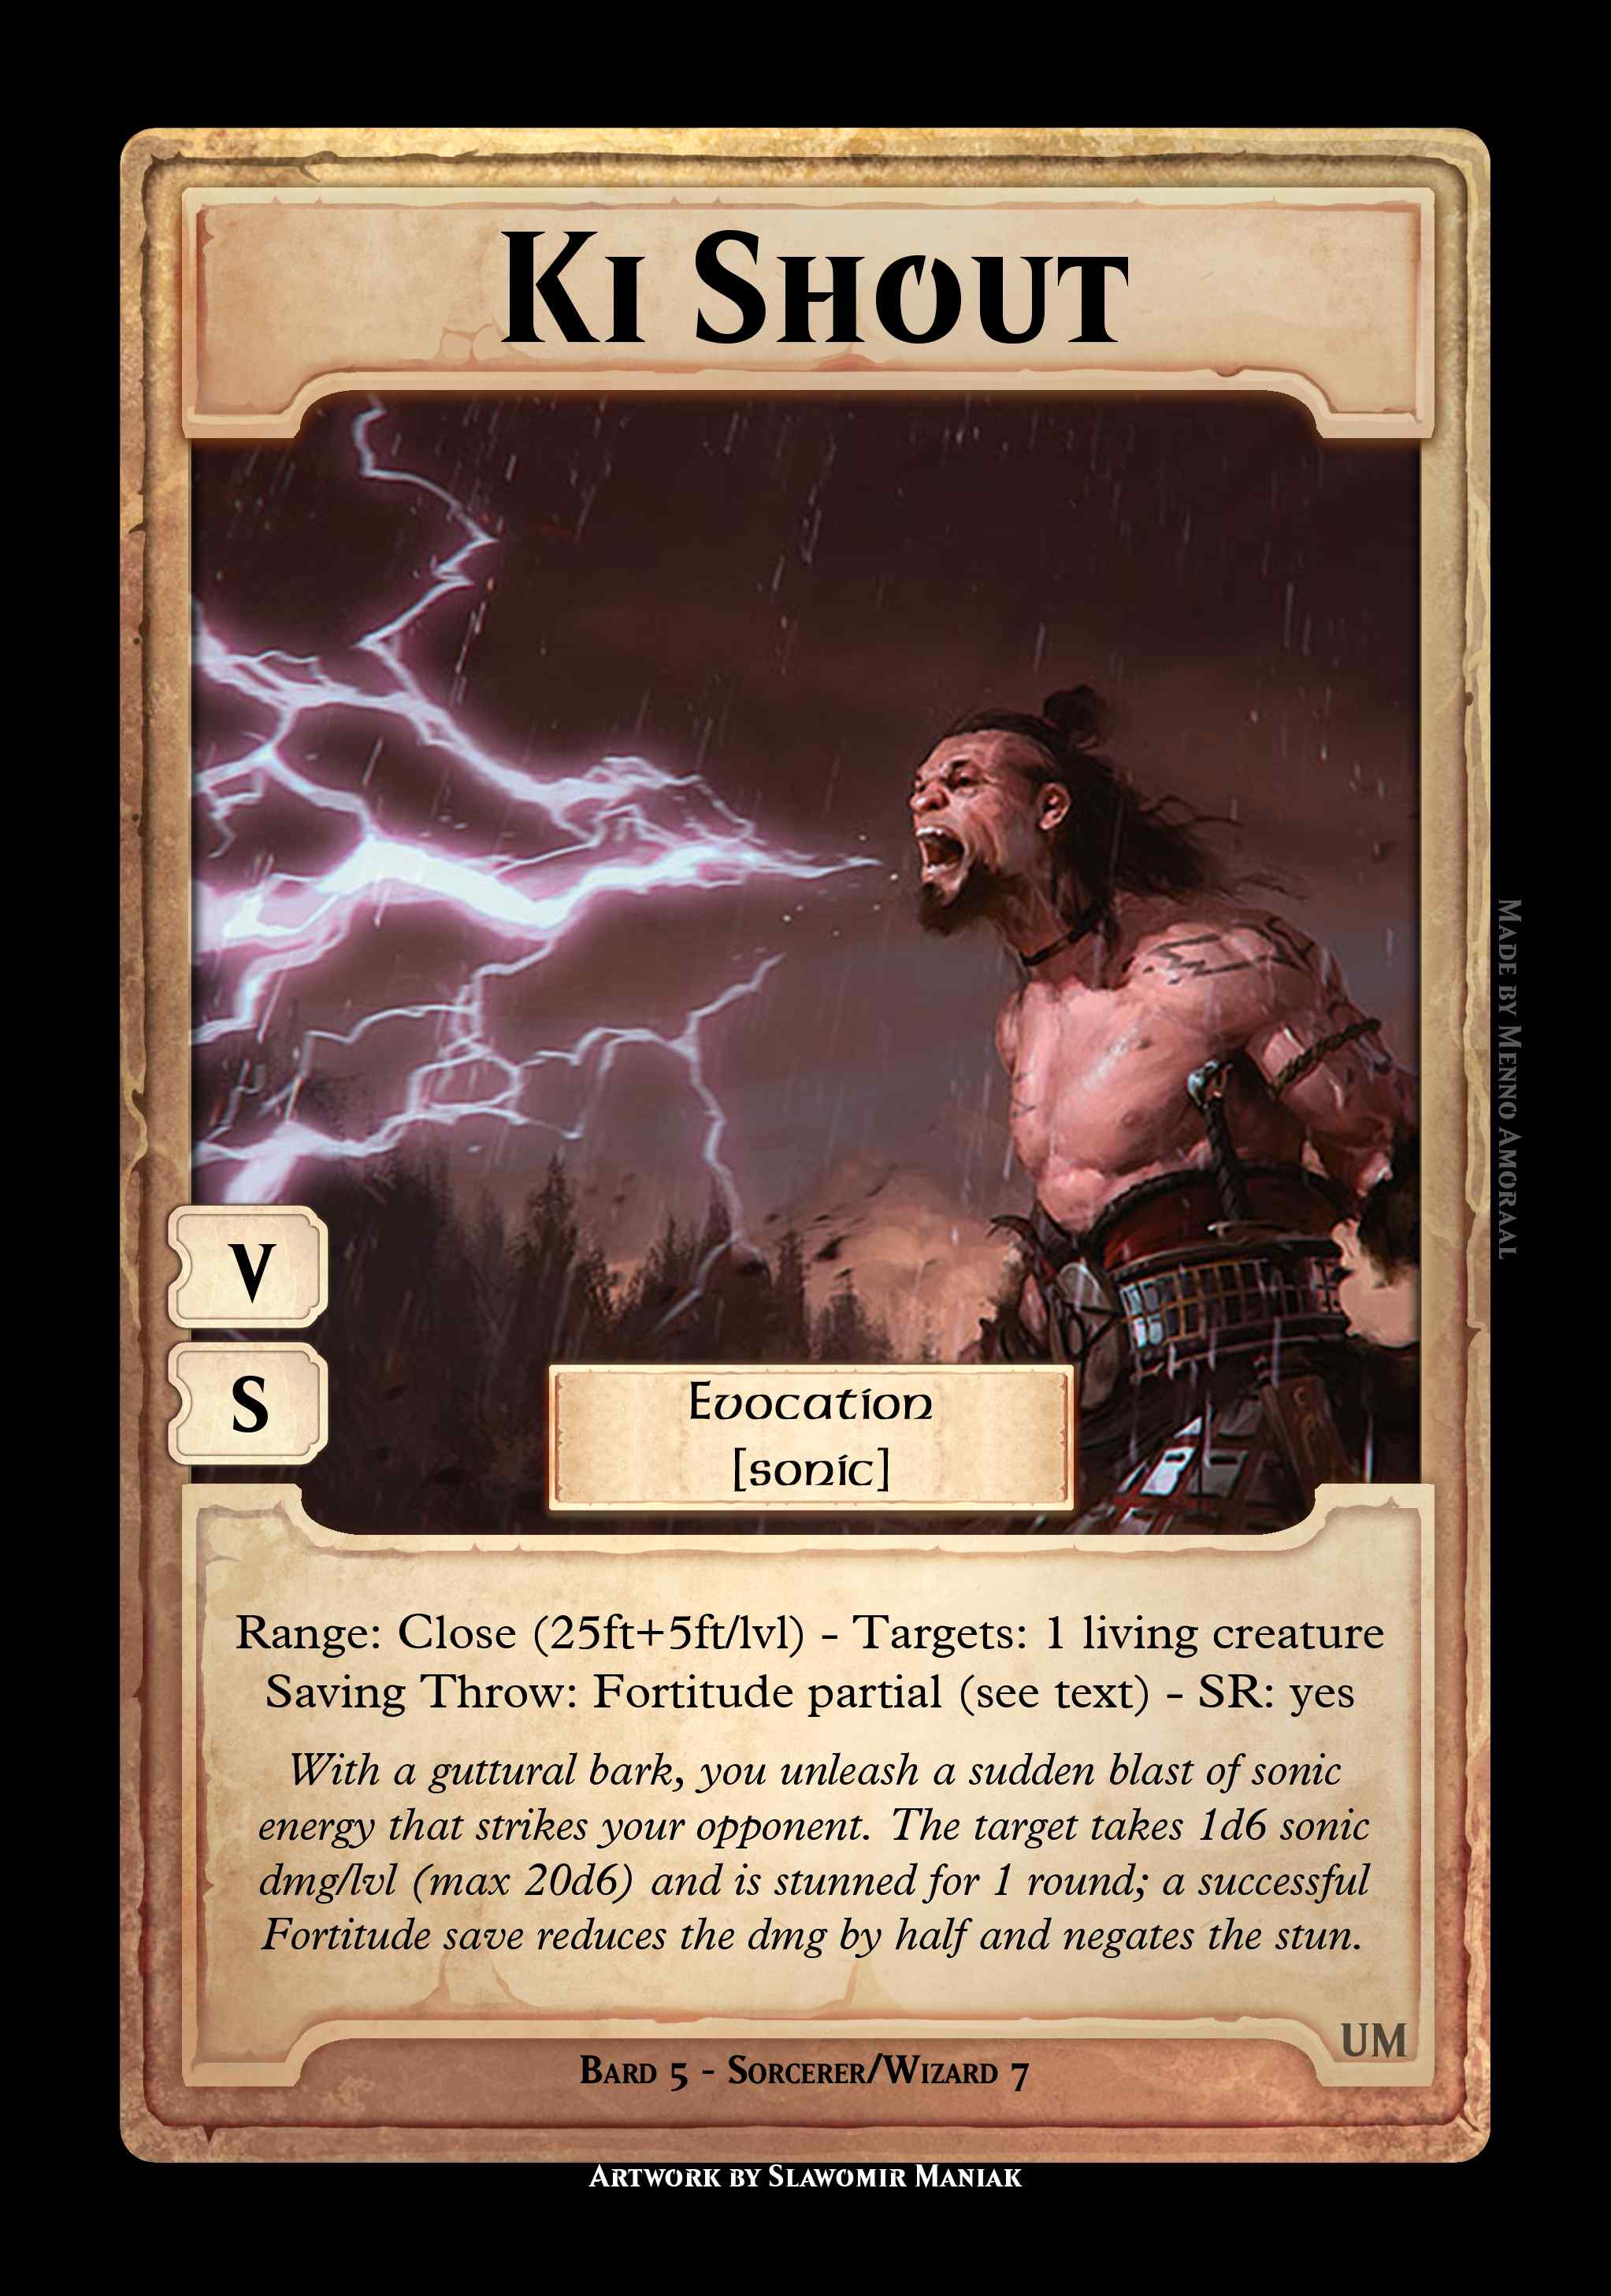 Ki Shout
V
S
Evocation
[sonic]
Range: Close (25ft+5ft/lvl) - Targets: 1 living creature
Saving Throw: Fortitude partial (see text) - SR: yes
With a guttural bark, you unleash a sudden blast of sonic
energy that strikes your opponent. The target takes 1d6 sonic
dmg/lvl (max 20d6) and is stunned for 1 round; a successful
Fortitude save reduces the dmg by half and negates the stun.
UM
Bard 5 - Sorcerer/Wizard 7
Artwork by Slawomir Maniak
Made by Menno Amoraal